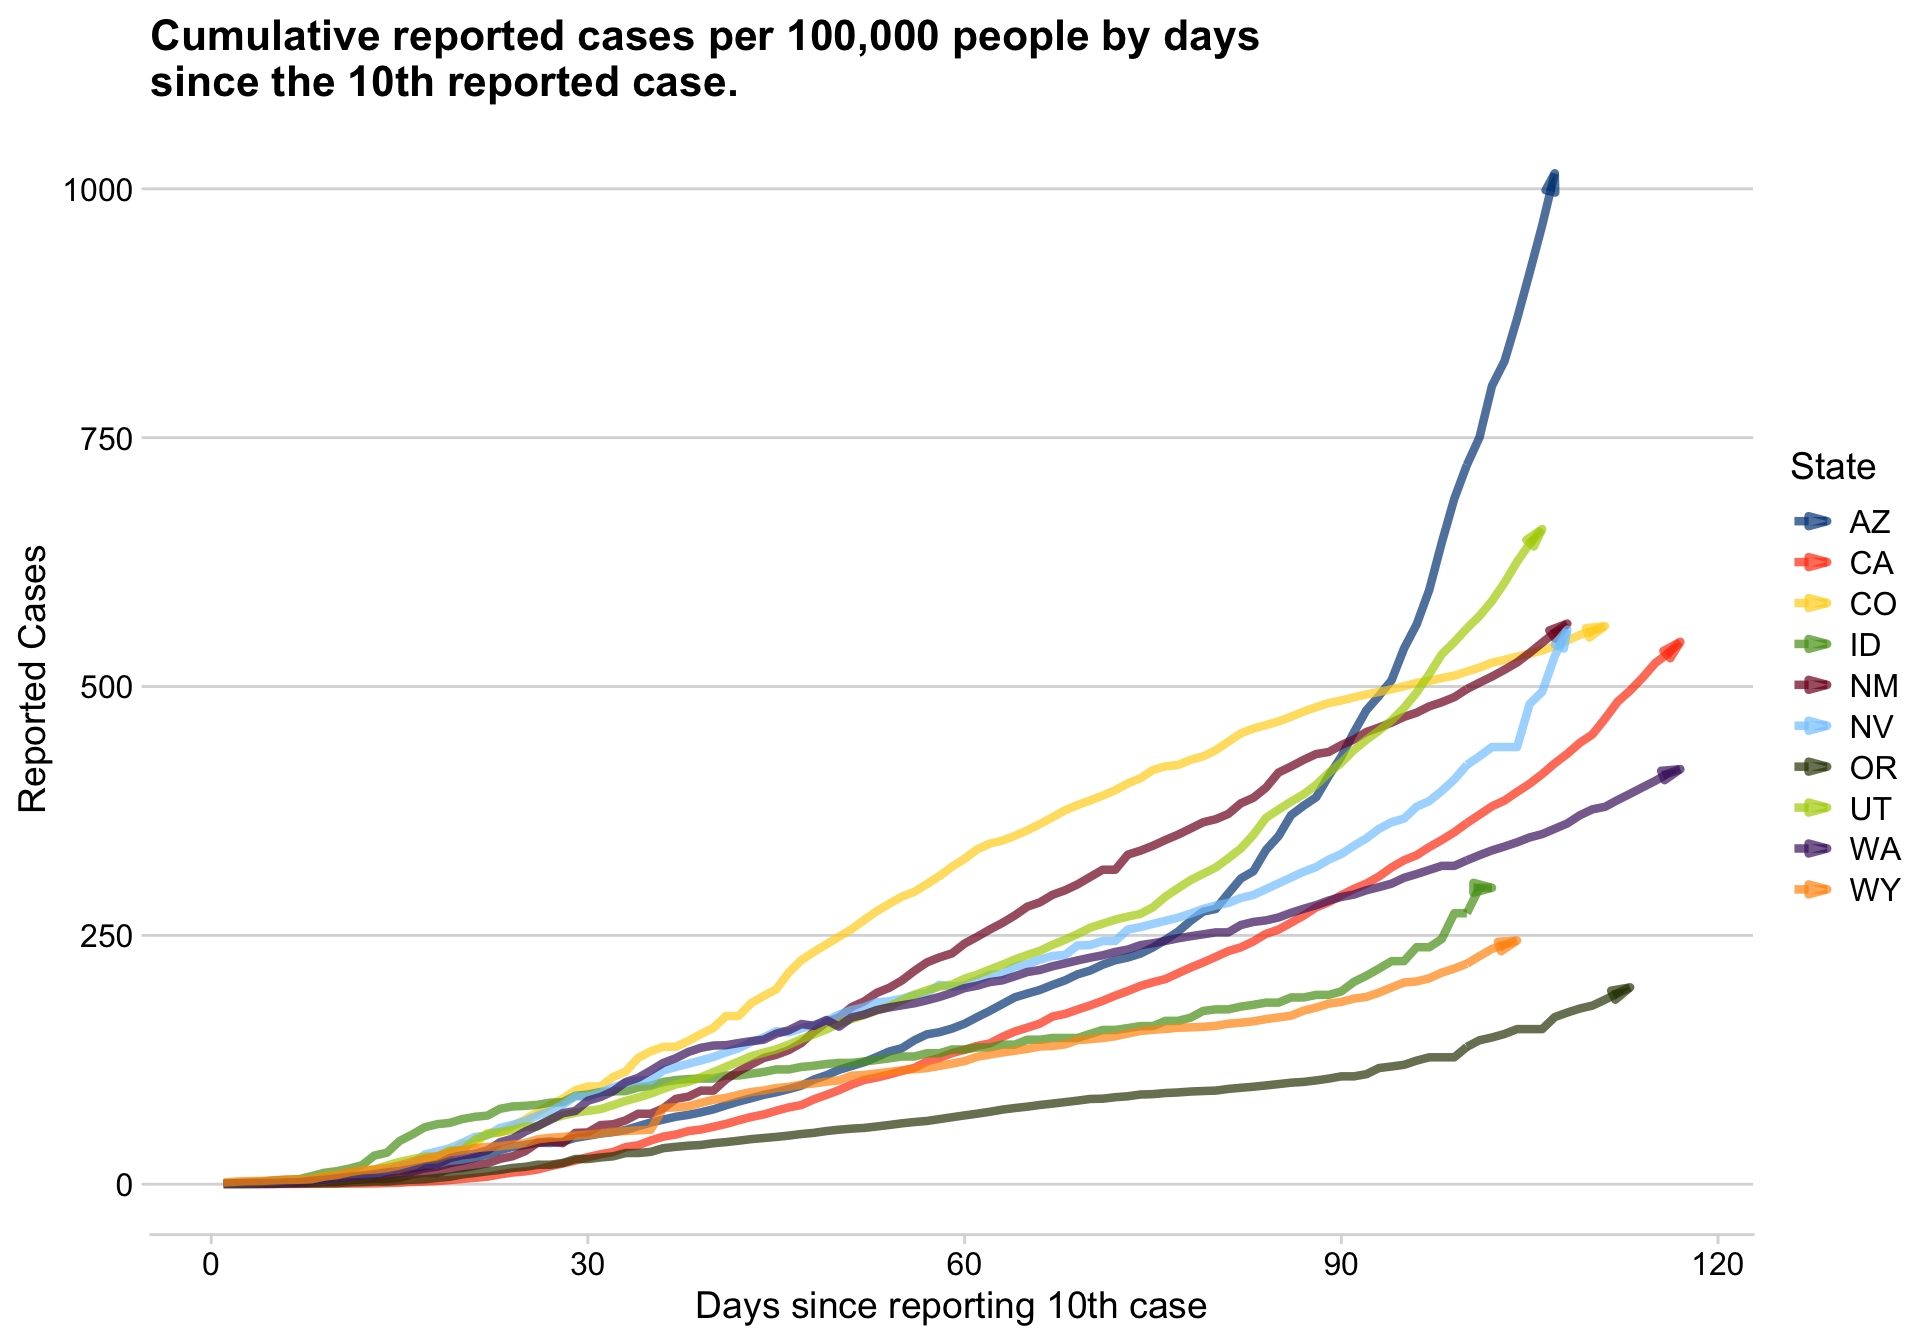 Cumulative reported cases per 100,000 people by days
since the 10th reported case.
1000
750
500
250
0
Reported Cases
0
30
60
90
120
Days since reporting 10th case
State
AZ
CA
CO
ID
NM
NV
OR
UT
WA
WY